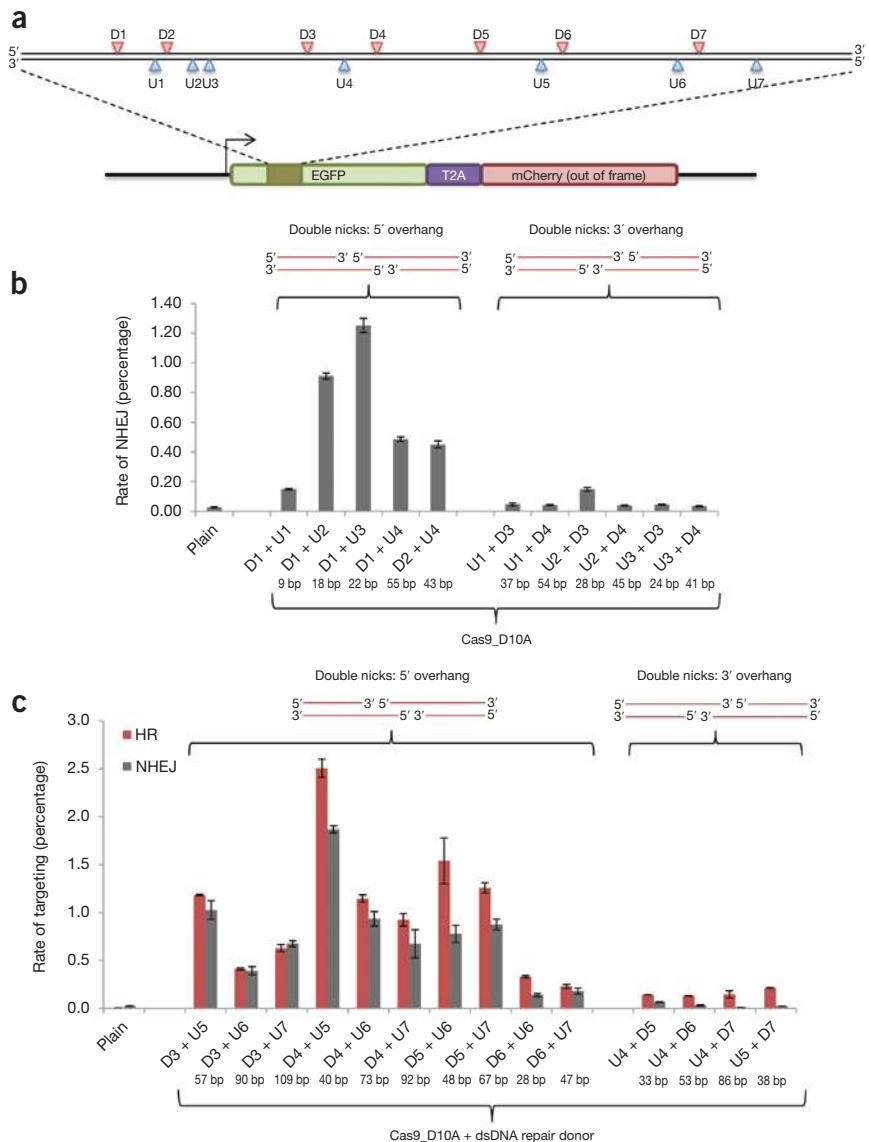 a
D1 D2 D3 D4 D5 D6 D7
5′ 3′
3′ 5′
U1 U2 U3 U4 U5 U6 U7
EGFP T2A mCherry (out of frame)
b
Double nicks: 5′ overhang Double nicks: 3′ overhang
5′ 3′ 5′ 3′ 5′ 3′ 5′ 3′
3′ 5′ 3′ 5′ 3′ 5′ 3′ 5′
Rate of NHEJ (percentage)
1.40
1.20
1.00
0.80
0.60
0.40
0.20
0.00
Plain D1 + U1 D1 + U2 D1 + U3 D1 + U4 D2 + U4 U1 + D3 U1 + D4 U2 + D3 U2 + D4 U3 + D3 U3 + D4
9 bp 18 bp 22 bp 55 bp 43 bp 37 bp 54 bp 28 bp 45 bp 24 bp 41 bp
Cas9_D10A
c
Double nicks: 5′ overhang Double nicks: 3′ overhang
5′ 3′ 5′ 3′ 5′ 3′ 5′ 3′
3′ 5′ 3′ 5′ 3′ 5′ 3′ 5′
HR
NHEJ
Rate of targeting (percentage)
3.0
2.5
2.0
1.5
1.0
0.5
0.0
Plain D3 + U5 D3 + U6 D3 + U7 D4 + U5 D4 + U6 D4 + U7 D5 + U6 D5 + U7 D6 + U6 D6 + U7 U4 + D5 U4 + D6 U4 + D7 U5 + D7
57 bp 90 bp 109 bp 40 bp 73 bp 92 bp 48 bp 67 bp 28 bp 47 bp 33 bp 53 bp 86 bp 38 bp
Cas9_D10A + dsDNA repair donor